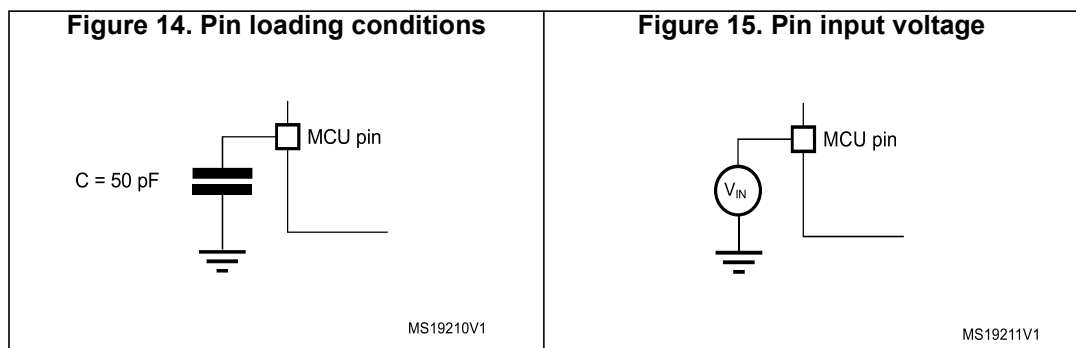 Figure 14. Pin loading conditions
MCU pin
C = 50 pF
MS19210V1
Figure 15. Pin input voltage
MCU pin
VIN
MS19211V1